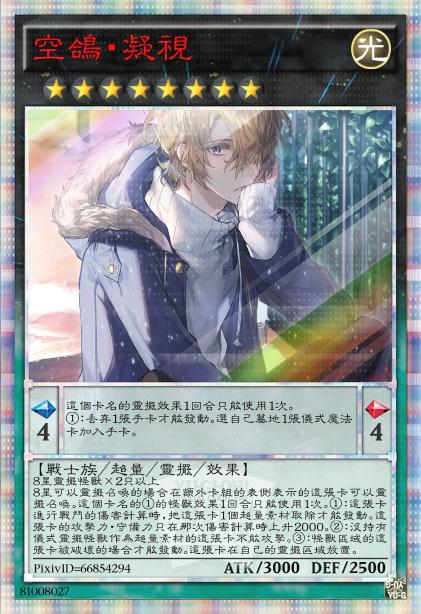 空鴿・凝視
光
這個卡名的靈擺效果1回合只能使用1次。
①:丟弃1張手卡才能發動。選自己墓地1張儀式魔法
卡加入手卡。
4
4
【戰士族／超量／靈擺／效果】
8星靈擺怪獸×2只以上
8星可以靈擺召喚的場合在額外卡組的表側表示的這張卡可以靈
擺召喚。這個卡名的①的怪獸效果1回合只能使用1次。①:這張卡
進行戰鬥的傷害計算時,把這張卡1個超量素材取除才能發動。這
張卡的攻擊力・守備力只在那次傷害計算時上升2000。②:沒持有
儀式靈擺怪獸作為超量素材的這張卡不能攻擊。③:怪獸區域的這
張卡被破壞的場合才能發動。這張卡在自己的靈擺區域放置。
PixivID=66854294
ATK/3000 DEF/2500
81008027